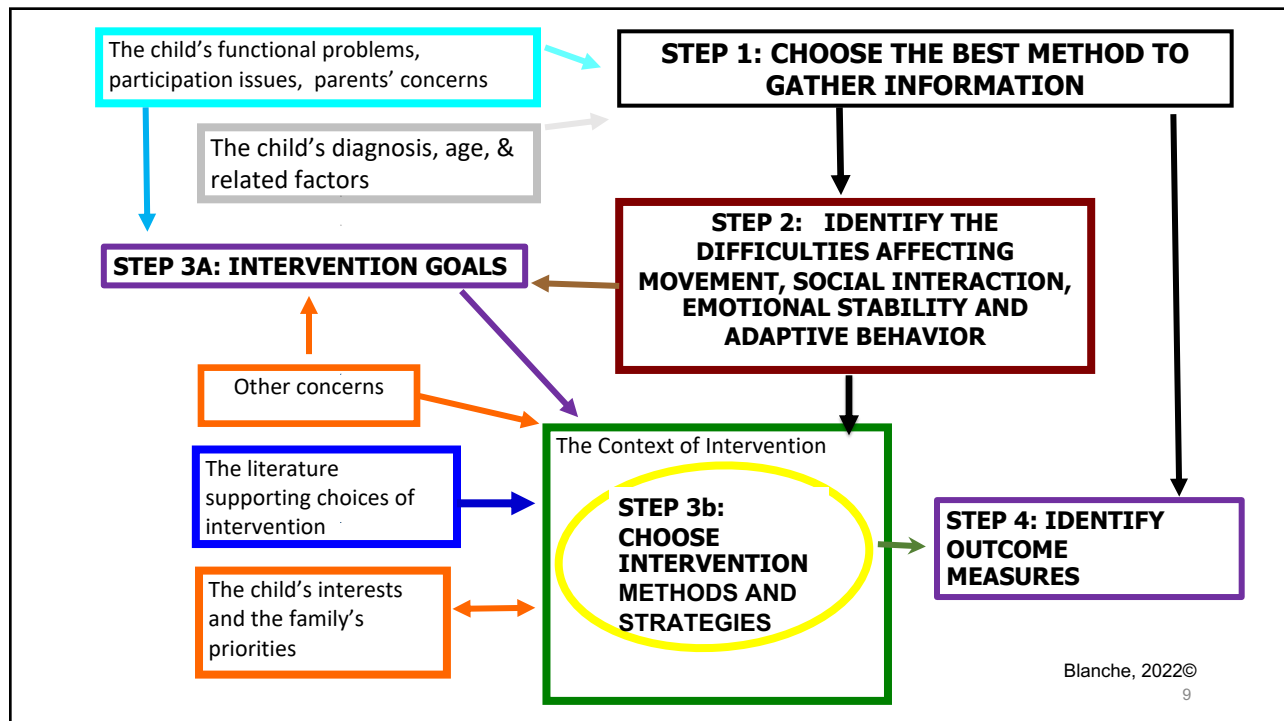 The child’s functional problems,
participation issues,  parents’ concerns
STEP 1: CHOOSE THE BEST METHOD TO
GATHER INFORMATION
The child’s diagnosis, age, &
related factors
STEP 2:   IDENTIFY THE
DIFFICULTIES AFFECTING
MOVEMENT, SOCIAL INTERACTION,
EMOTIONAL STABILITY AND
ADAPTIVE BEHAVIOR
STEP 3A: INTERVENTION GOALS
Other concerns
The literature
supporting choices of
intervention
The child’s interests
and the family’s
priorities
The Context of Intervention
STEP 3b:
CHOOSE
INTERVENTION
METHODS AND
STRATEGIES
STEP 4: IDENTIFY
OUTCOME
MEASURES
Blanche, 2022©
9